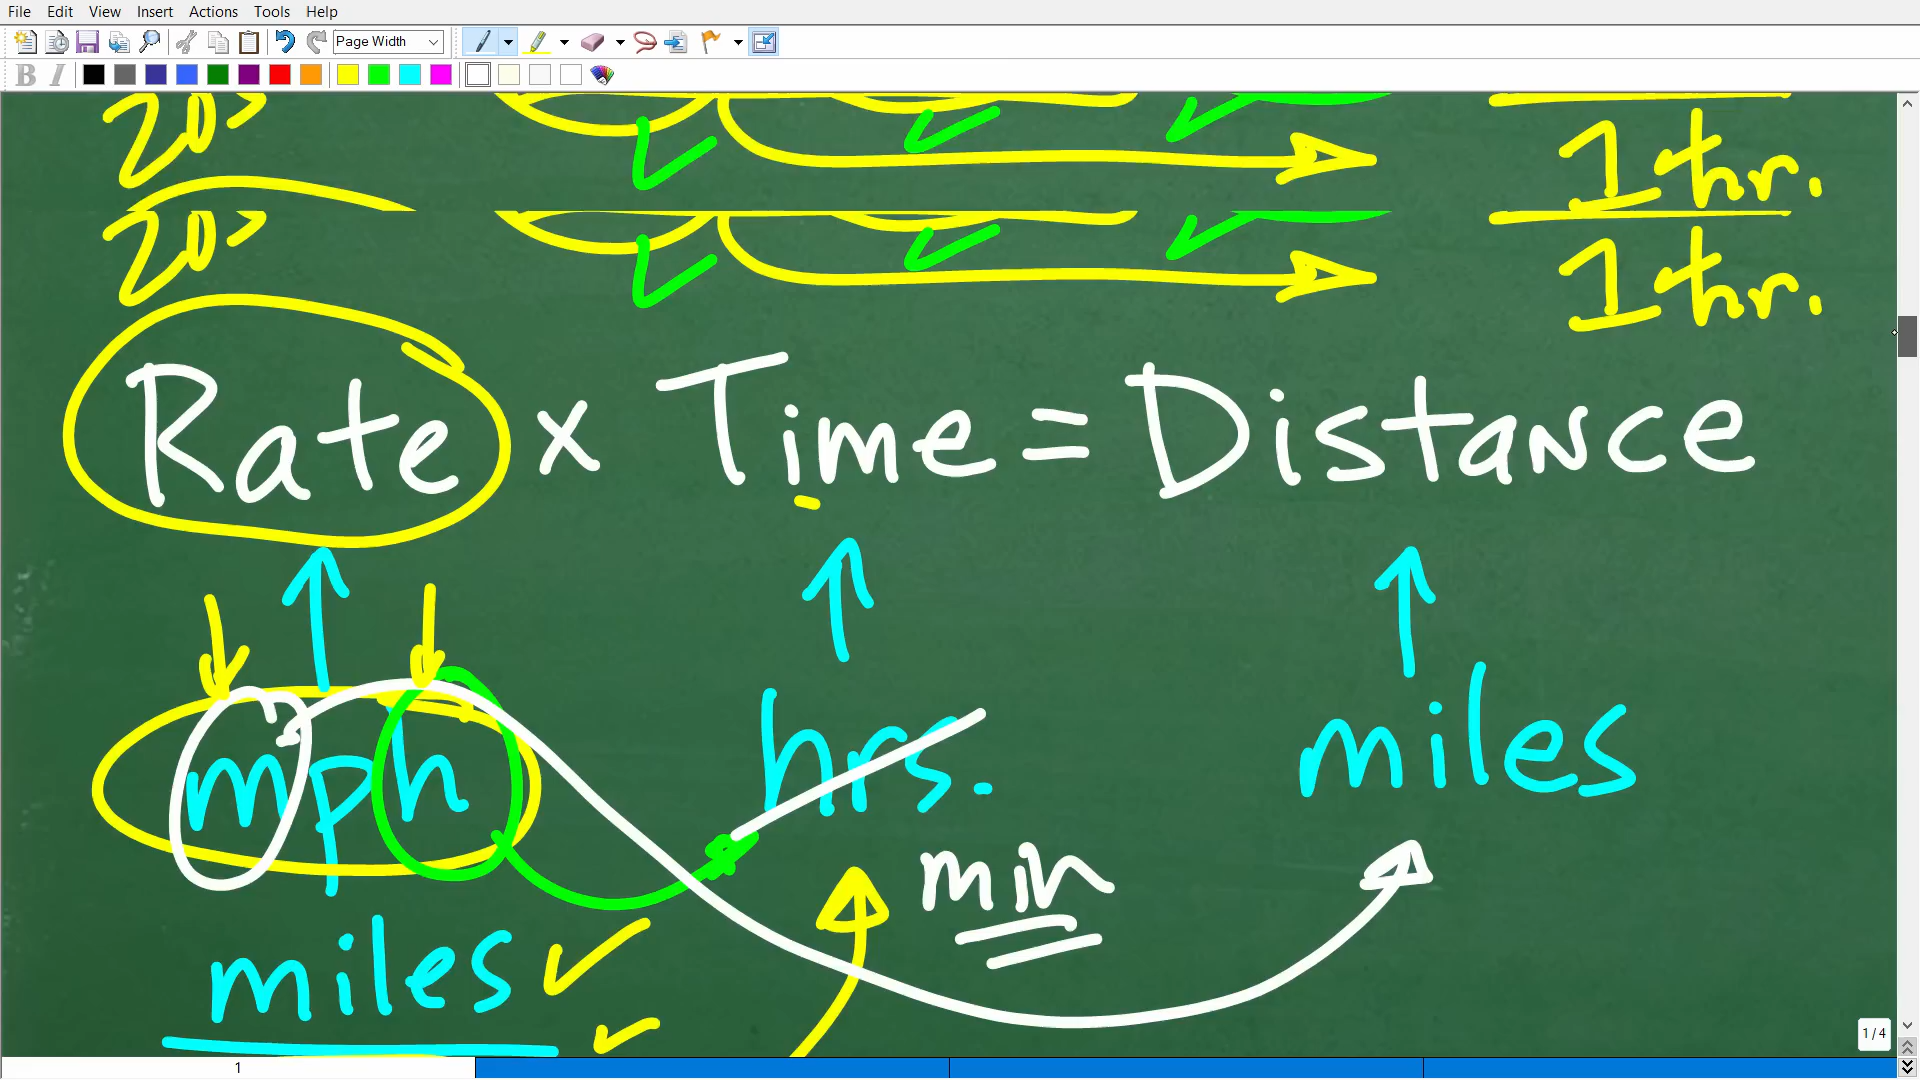 File Edit View Insert Actions Tools Help
Page Width
B I
20>
1 hr.
20>
1 hr.
Rate x Time = Distance
mph hrs. miles
min
miles
1 / 4
1